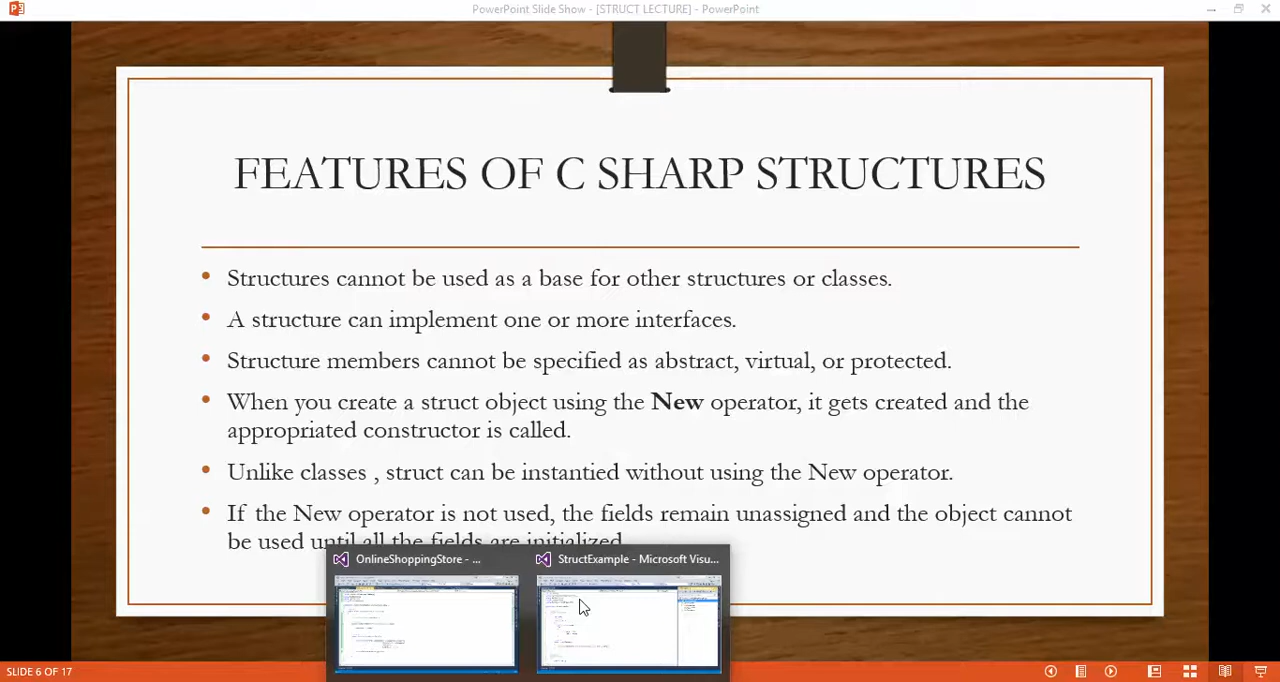 PowerPoint Slide Show - [STRUCT LECTURE] - PowerPoint
FEATURES OF C SHARP STRUCTURES
• Structures cannot be used as a base for other structures or classes.
• A structure can implement one or more interfaces.
• Structure members cannot be specified as abstract, virtual, or protected.
• When you create a struct object using the New operator, it gets created and the
appropriated constructor is called.
• Unlike classes , struct can be instantied without using the New operator.
• If the New operator is not used, the fields remain unassigned and the object cannot
be used until all the fields are initialized.
OnlineShoppingStore - ...
StructExample - Microsoft Visu...
SLIDE 6 OF 17